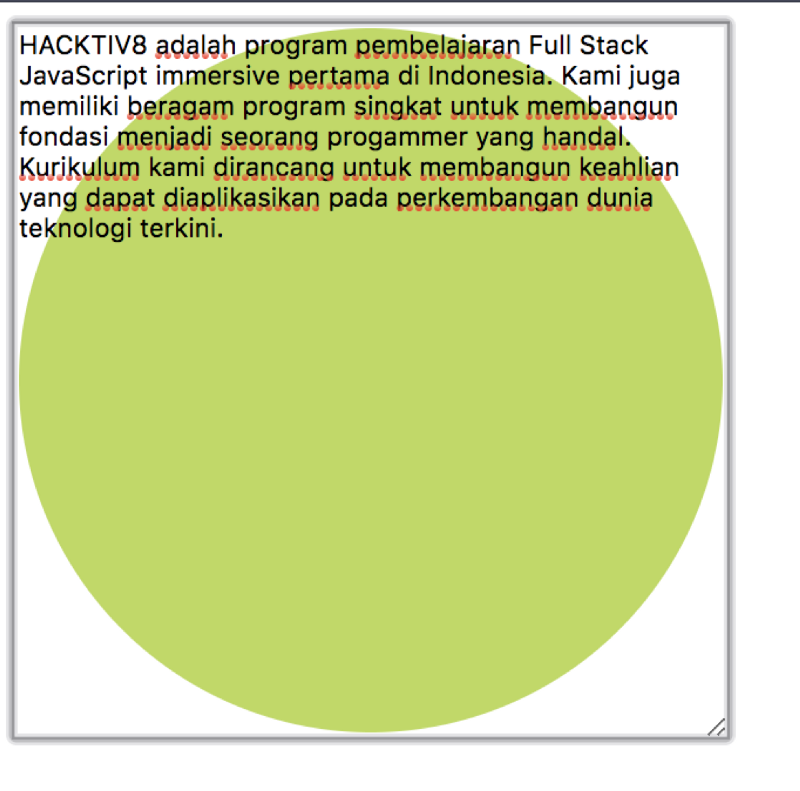 HACKTIV8 adalah program pembelajaran Full Stack
JavaScript immersive pertama di Indonesia. Kami juga
memiliki beragam program singkat untuk membangun
fondasi menjadi seorang progammer yang handal.
Kurikulum kami dirancang untuk membangun keahlian
yang dapat diaplikasikan pada perkembangan dunia
teknologi terkini.